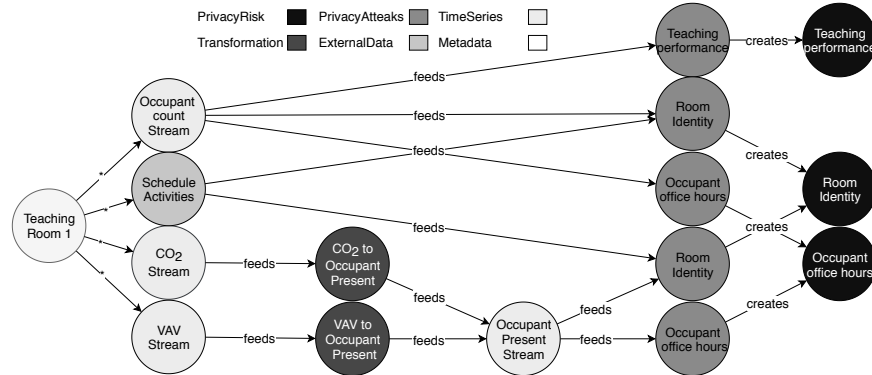 PrivacyRisk PrivacyAtteaks TimeSeries
Transformation ExternalData Metadata
Teaching
performance
creates
Teaching
performance
feeds
Occupant
count
Stream
feeds
Room
Identity
*
feeds
creates
Schedule
Activities
*
Occupant
office hours
Room
Identity
Teaching
Room 1
creates
*
CO2
Stream
feeds
CO2 to
Occupant
Present
feeds
Room
Identity
Occupant
office hours
*
feeds
creates
VAV
Stream
feeds
VAV to
Occupant
Present
feeds
Occupant
Present
Stream
feeds
feeds
Occupant
office hours